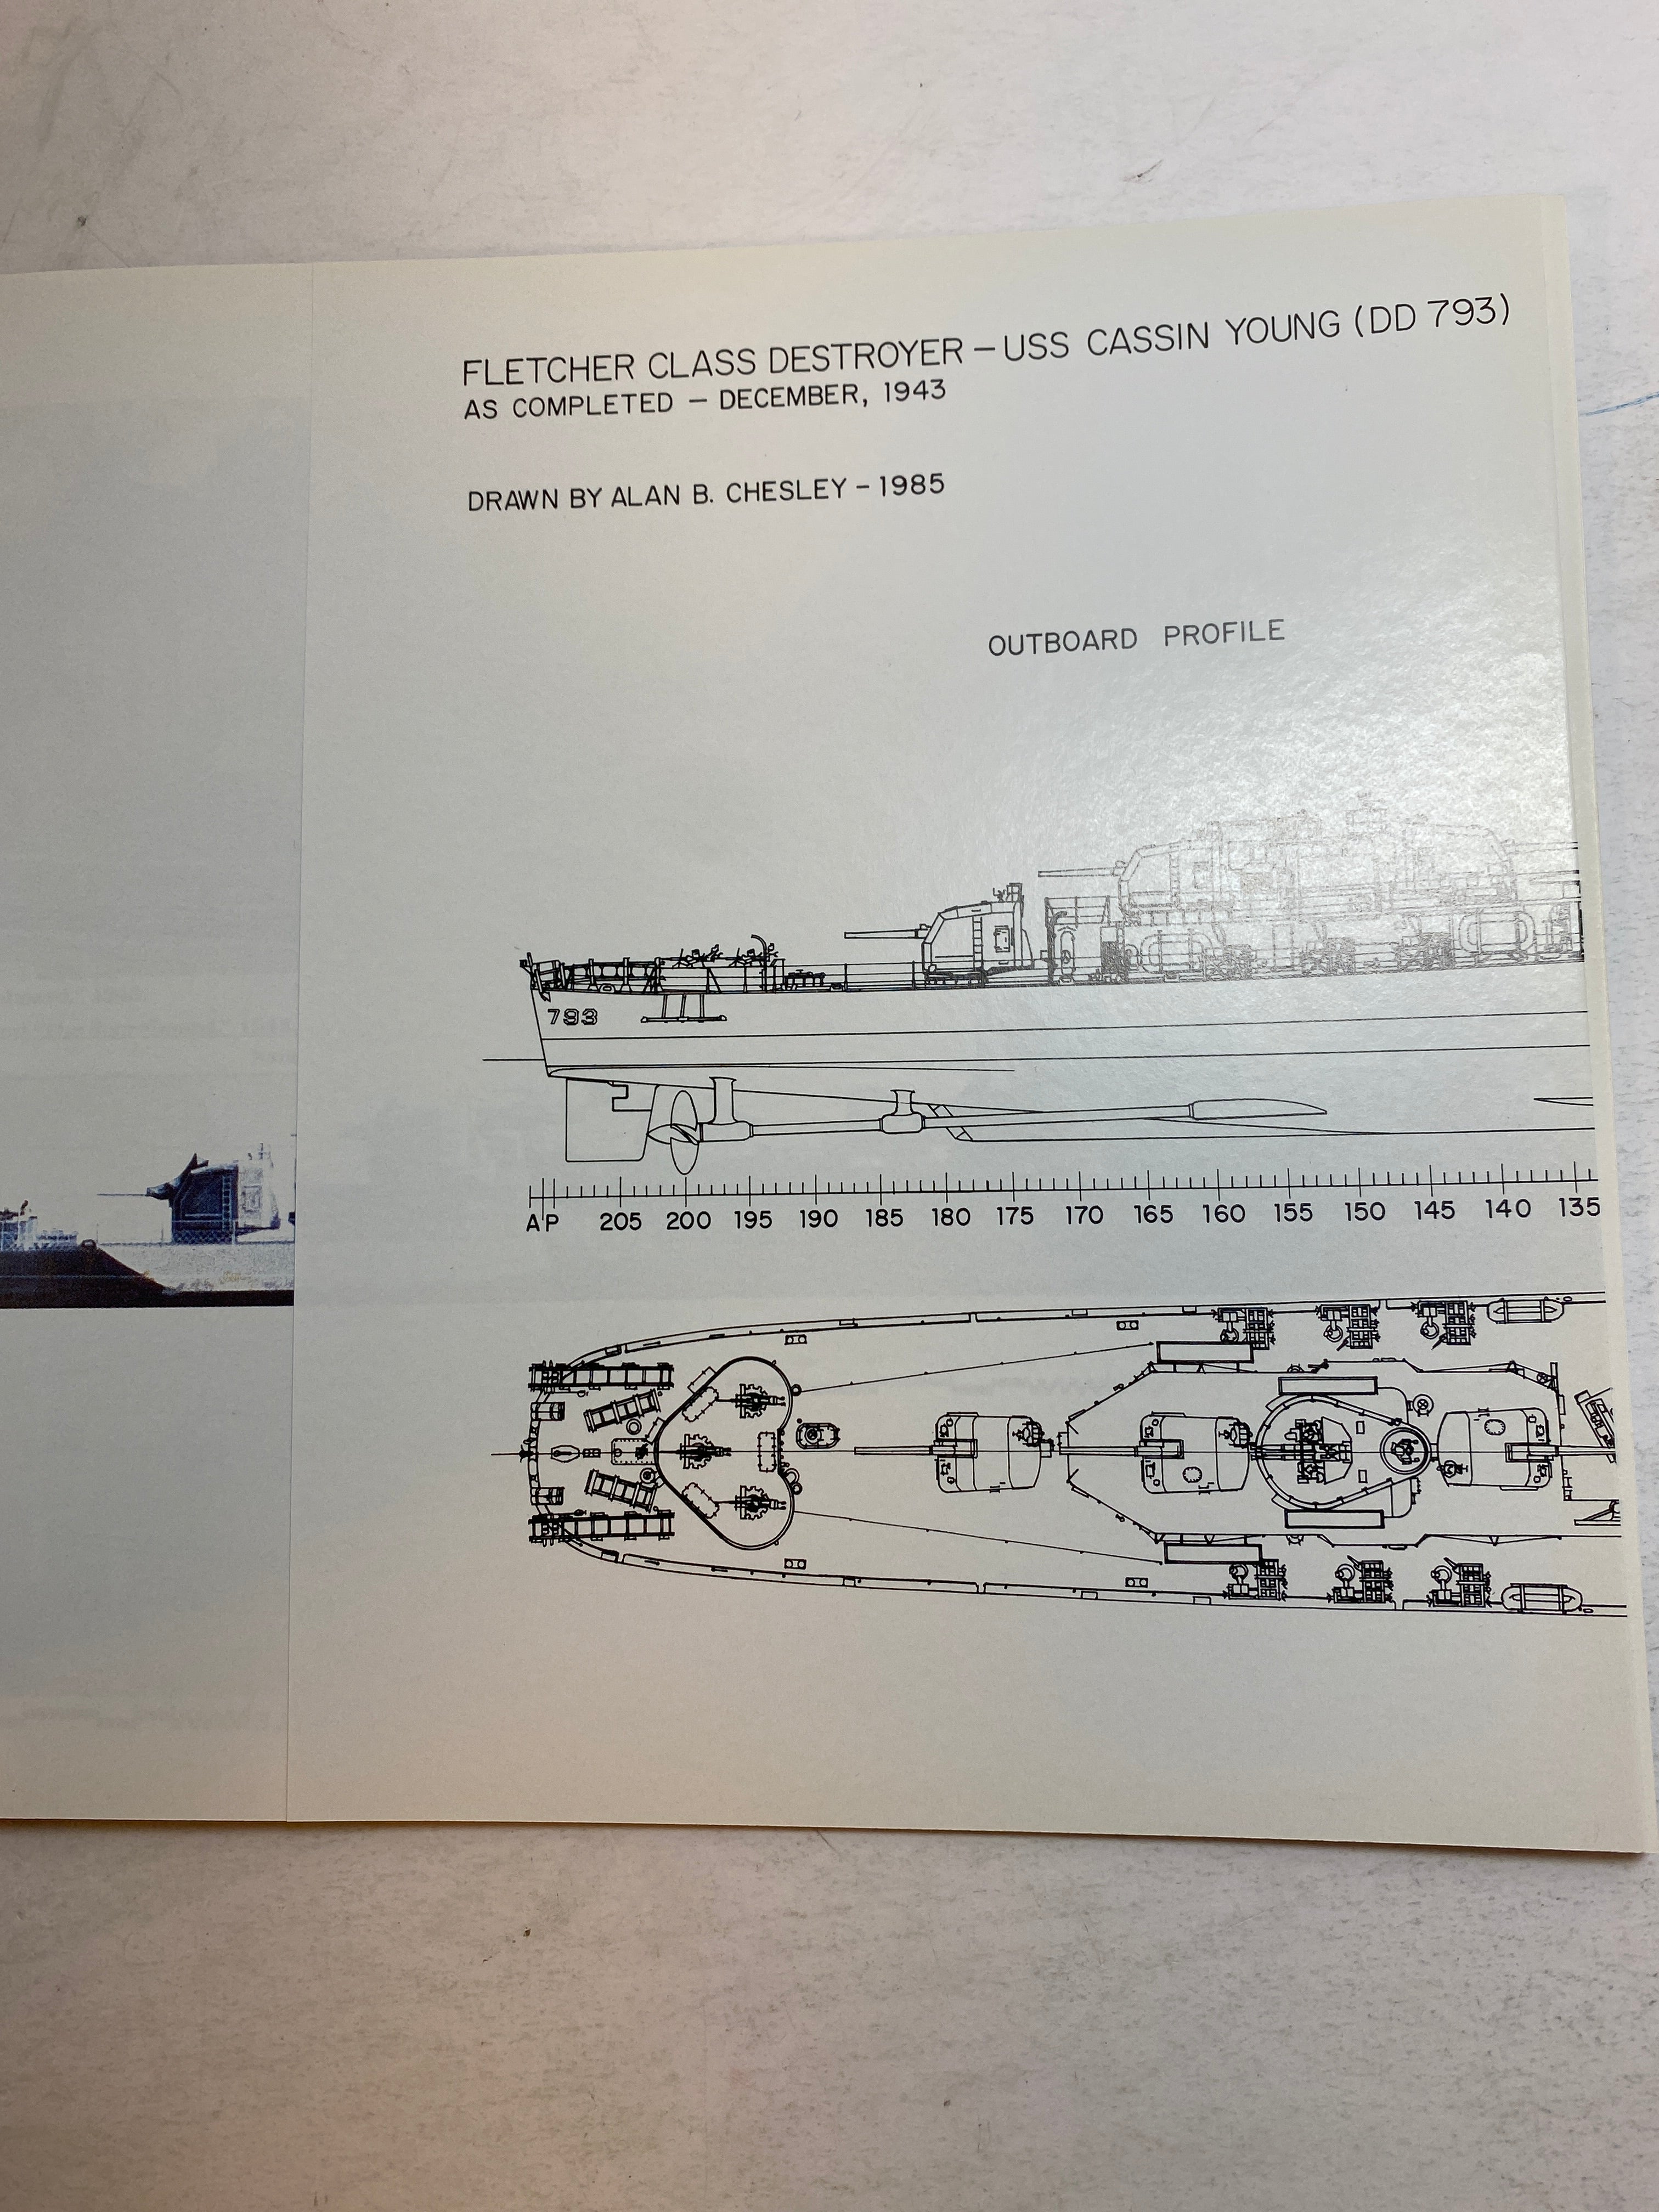 FLETCHER CLASS DESTROYER – USS CASSIN YOUNG (DD 793)
AS COMPLETED – DECEMBER, 1943
DRAWN BY ALAN B. CHESLEY – 1985
OUTBOARD PROFILE
793
AP 205 200 195 190 185 180 175 170 165 160 155 150 145 140 135